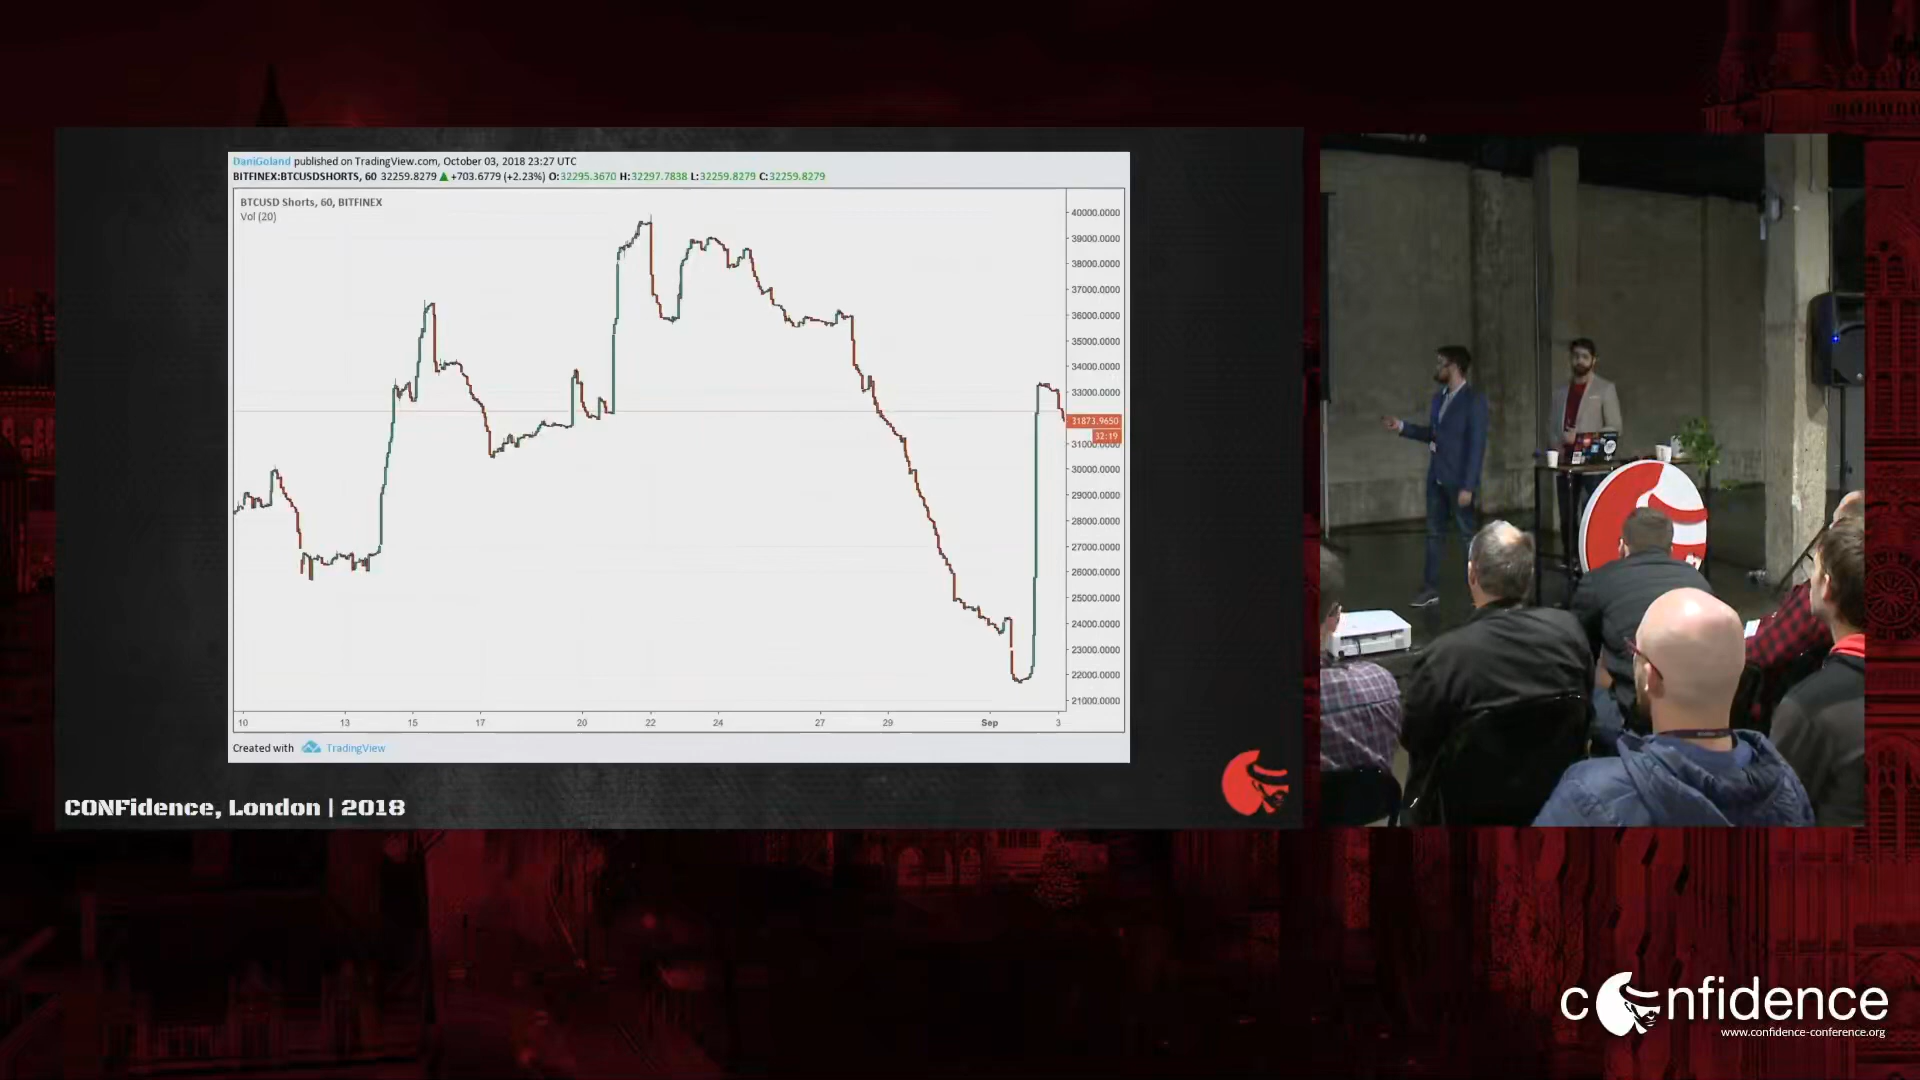 DaniGoland published on TradingView.com, October 03, 2018 23:27 UTC
BITFINEX:BTCUSDSHORTS, 60 32259.8279 ▲ +703.6779 (+2.23%) O:32295.3670 H:32297.7838 L:32259.8279 C:32259.8279
BTCUSD Shorts, 60, BITFINEX
Vol (20)
40000.0000
39000.0000
38000.0000
37000.0000
36000.0000
35000.0000
34000.0000
33000.0000
31873.9650
32:19
31000.0000
30000.0000
29000.0000
28000.0000
27000.0000
26000.0000
25000.0000
24000.0000
23000.0000
22000.0000
21000.0000
10 13 15 17 20 22 24 27 29 Sep 3
Created with TradingView
CONFidence, London | 2018
confidence
www.confidence-conference.org